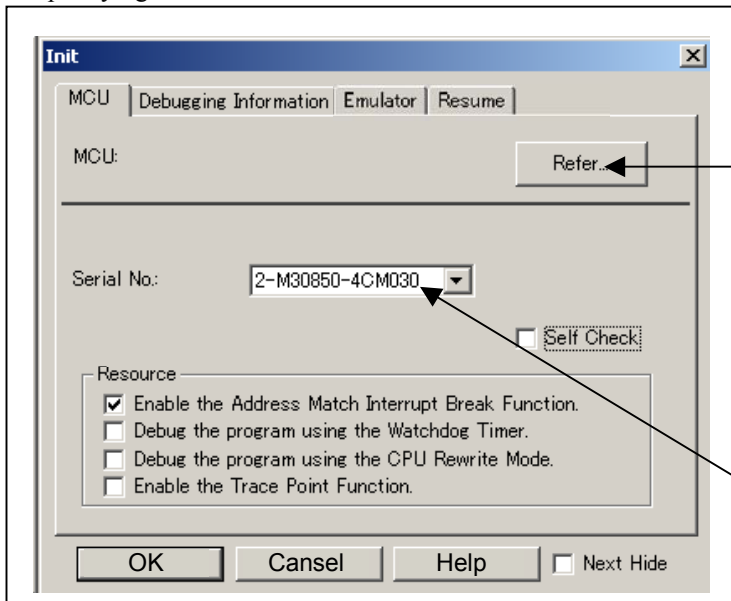 Init
MCU Debugging Information Emulator Resume
MCU: Refer...
Serial No.: 2-M30850-4CM030
Self Check
Resource
Enable the Address Match Interrupt Break Function.
Debug the program using the Watchdog Timer.
Debug the program using the CPU Rewrite Mode.
Enable the Trace Point Function.
OK Cansel Help Next Hide